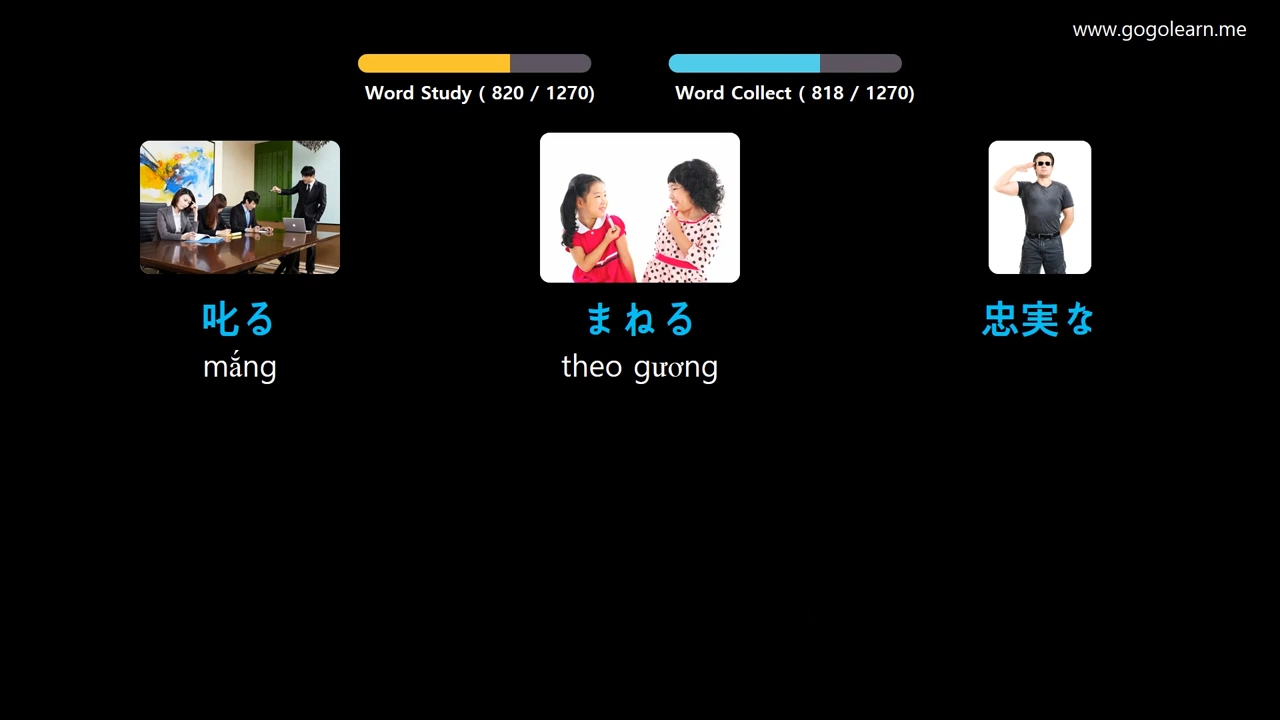 www.gogolearn.me
Word Study ( 820 / 1270)
Word Collect ( 818 / 1270)
叱る
まねる
忠実な
mắng
theo gương